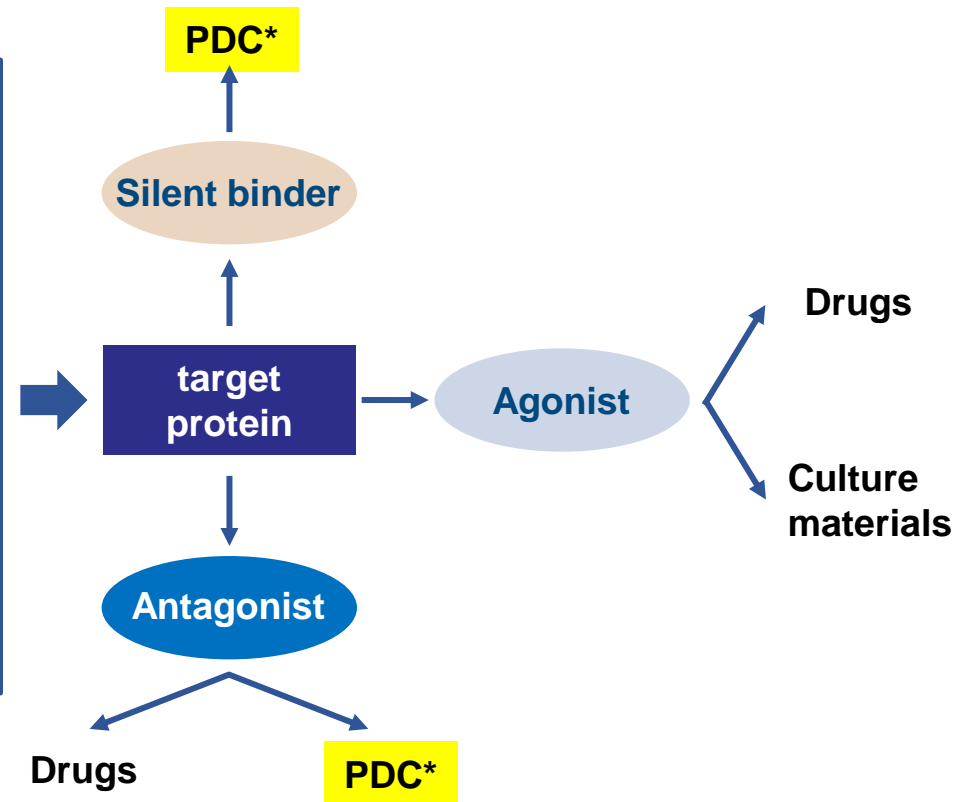 PDC*
Silent binder
target
protein
Agonist
Drugs
Culture
materials
Antagonist
Drugs
PDC*